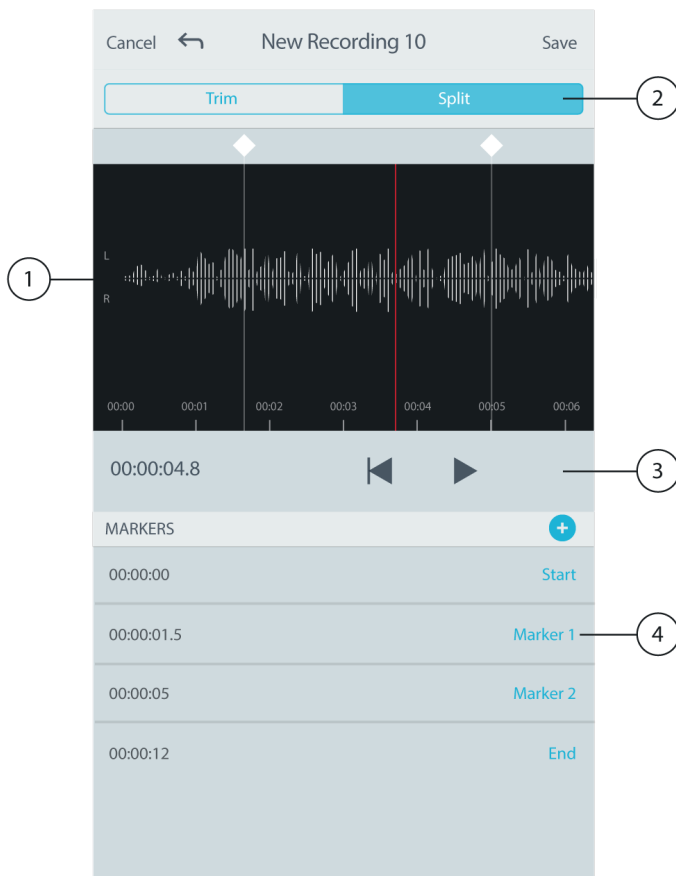 Cancel New Recording 10 Save
Trim Split
2
L
1
R
00:00 00:01 00:02 00:03 00:04 00:05 00:06
00:00:04.8
3
MARKERS
00:00:00 Start
00:00:01.5 Marker 1
4
00:00:05 Marker 2
00:00:12 End